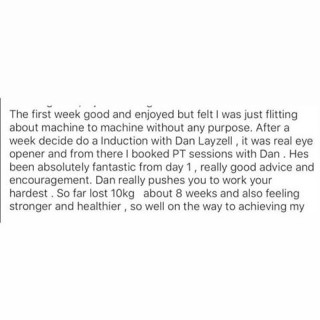 The first week good and enjoyed but felt I was just flitting
about machine to machine without any purpose. After a
week decide do a Induction with Dan Layzell , it was real eye
opener and from there I booked PT sessions with Dan . Hes
been absolutely fantastic from day 1 , really good advice and
encouragement. Dan really pushes you to work your
hardest . So far lost 10kg about 8 weeks and also feeling
stronger and healthier , so well on the way to achieving my